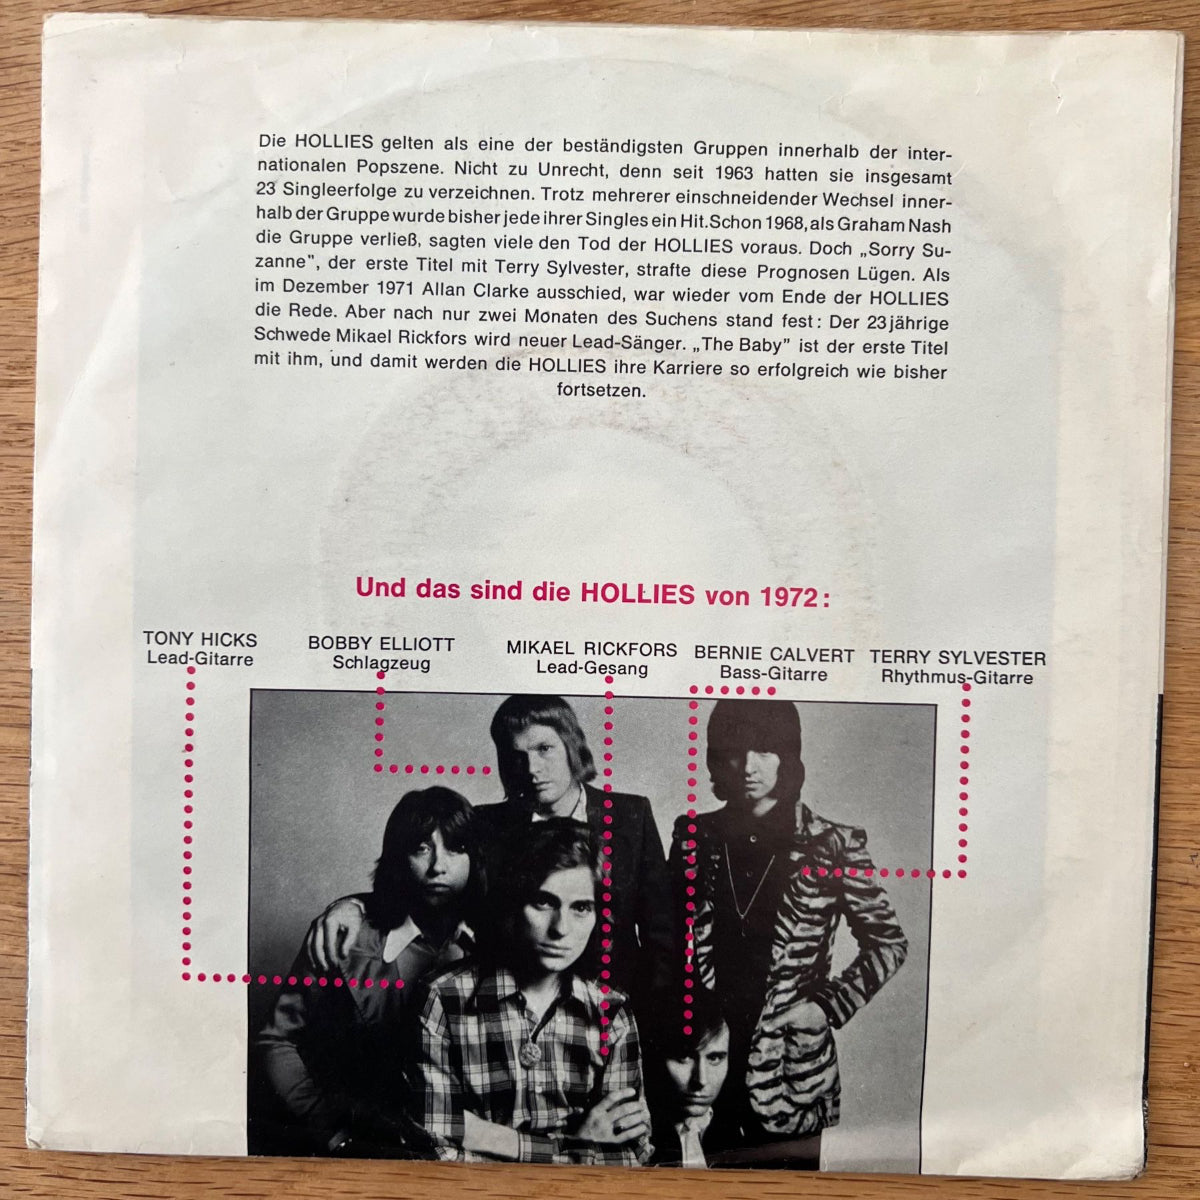 Die HOLLIES gelten als eine der beständigsten Gruppen innerhalb der inter-
nationalen Popszene. Nicht zu Unrecht, denn seit 1963 hatten sie insgesamt
23 Singleerfolge zu verzeichnen. Trotz mehrerer einschneidender Wechsel inner-
halb der Gruppe wurde bisher jede ihrer Singles ein Hit. Schon 1968, als Graham Nash
die Gruppe verließ, sagten viele den Tod der HOLLIES voraus. Doch „Sorry Su-
zanne”, der erste Titel mit Terry Sylvester, strafte diese Prognosen Lügen. Als
im Dezember 1971 Allan Clarke ausschied, war wieder vom Ende der HOLLIES
die Rede. Aber nach nur zwei Monaten des Suchens stand fest: Der 23jährige
Schwede Mikael Rickfors wird neuer Lead-Sänger. „The Baby” ist der erste Titel
mit ihm, und damit werden die HOLLIES ihre Karriere so erfolgreich wie bisher
fortsetzen.
Und das sind die HOLLIES von 1972:
TONY HICKS
Lead-Gitarre
BOBBY ELLIOTT
Schlagzeug
MIKAEL RICKFORS
Lead-Gesang
BERNIE CALVERT
Bass-Gitarre
TERRY SYLVESTER
Rhythmus-Gitarre